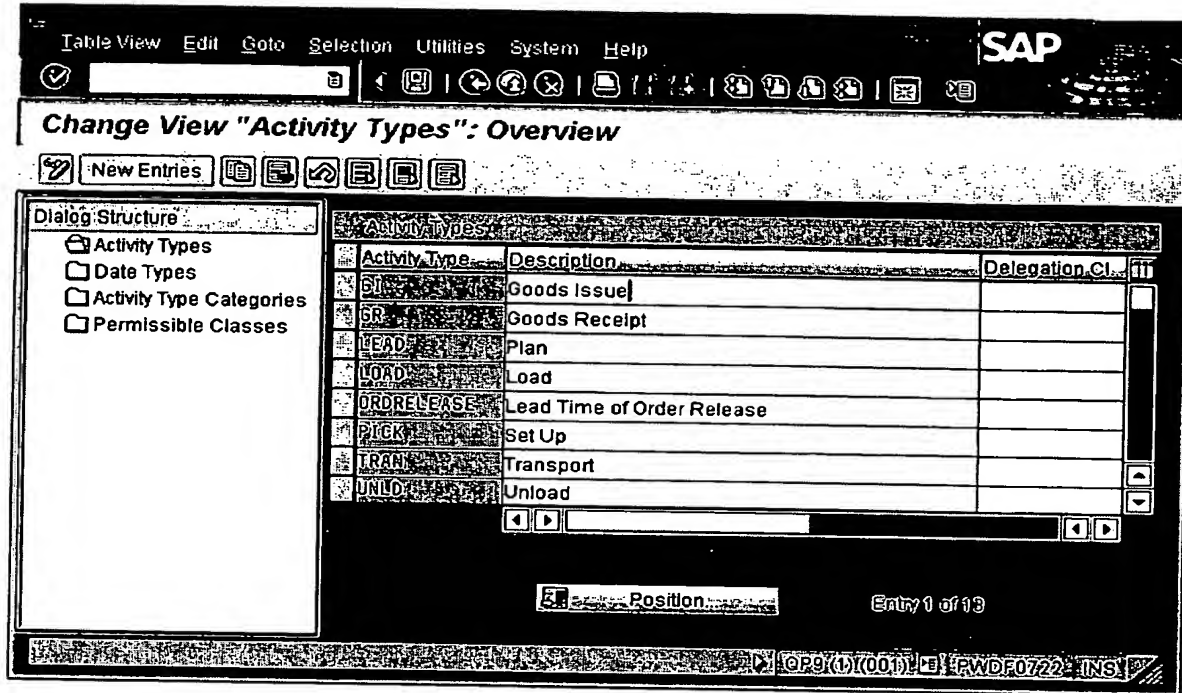 Table View Edit Goto Selection Utilities System Help
SAP
Change View "Activity Types": Overview
New Entries
Dialog Structure
Activity Types
Date Types
Activity Type Categories
Permissible Classes
Activity Types
Activity Type Description Delegation Cl..
GI Goods Issue
GR Goods Receipt
LEAD Plan
LOAD Load
ORDRELEASE Lead Time of Order Release
PICK Set Up
TRAN Transport
UNLD Unload
Position
Entry 1 of 13
QP9 (1) (001) PWDF0722 INS